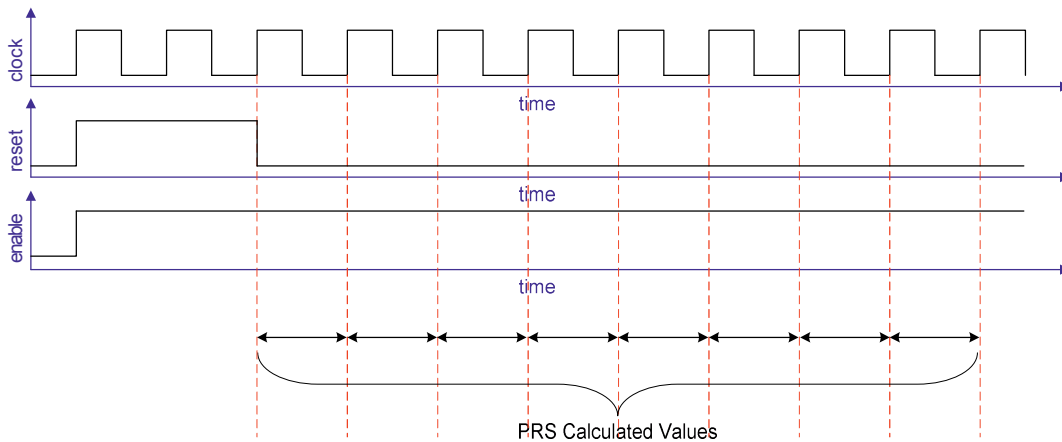 clock
time
reset
time
enable
time
PRS Calculated Values